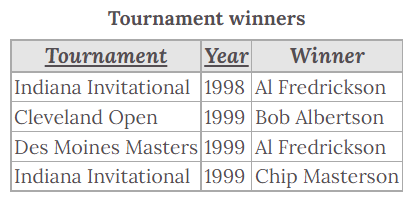 Tournament winners
Tournament Year Winner
Indiana Invitational 1998 Al Fredrickson
Cleveland Open 1999 Bob Albertson
Des Moines Masters 1999 Al Fredrickson
Indiana Invitational 1999 Chip Masterson